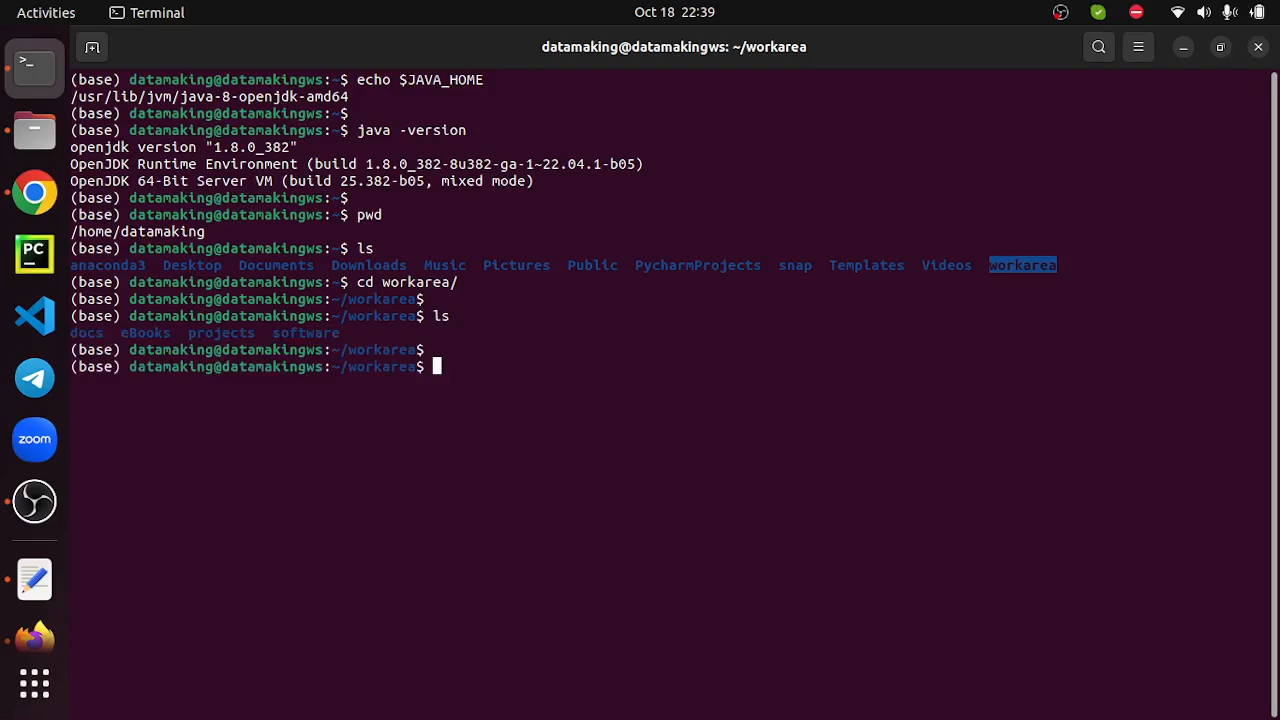 Activities Terminal Oct 18 22:39
datamaking@datamakingws: ~/workarea
(base) datamaking@datamakingws:~$ echo $JAVA_HOME
/usr/lib/jvm/java-8-openjdk-amd64
(base) datamaking@datamakingws:~$
(base) datamaking@datamakingws:~$ java -version
openjdk version "1.8.0_382"
OpenJDK Runtime Environment (build 1.8.0_382-8u382-ga-1~22.04.1-b05)
OpenJDK 64-Bit Server VM (build 25.382-b05, mixed mode)
(base) datamaking@datamakingws:~$
(base) datamaking@datamakingws:~$ pwd
/home/datamaking
(base) datamaking@datamakingws:~$ ls
anaconda3 Desktop Documents Downloads Music Pictures Public PycharmProjects snap Templates Videos workarea
(base) datamaking@datamakingws:~$ cd workarea/
(base) datamaking@datamakingws:~/workarea$
(base) datamaking@datamakingws:~/workarea$ ls
docs eBooks projects software
(base) datamaking@datamakingws:~/workarea$
(base) datamaking@datamakingws:~/workarea$
PC
zoom